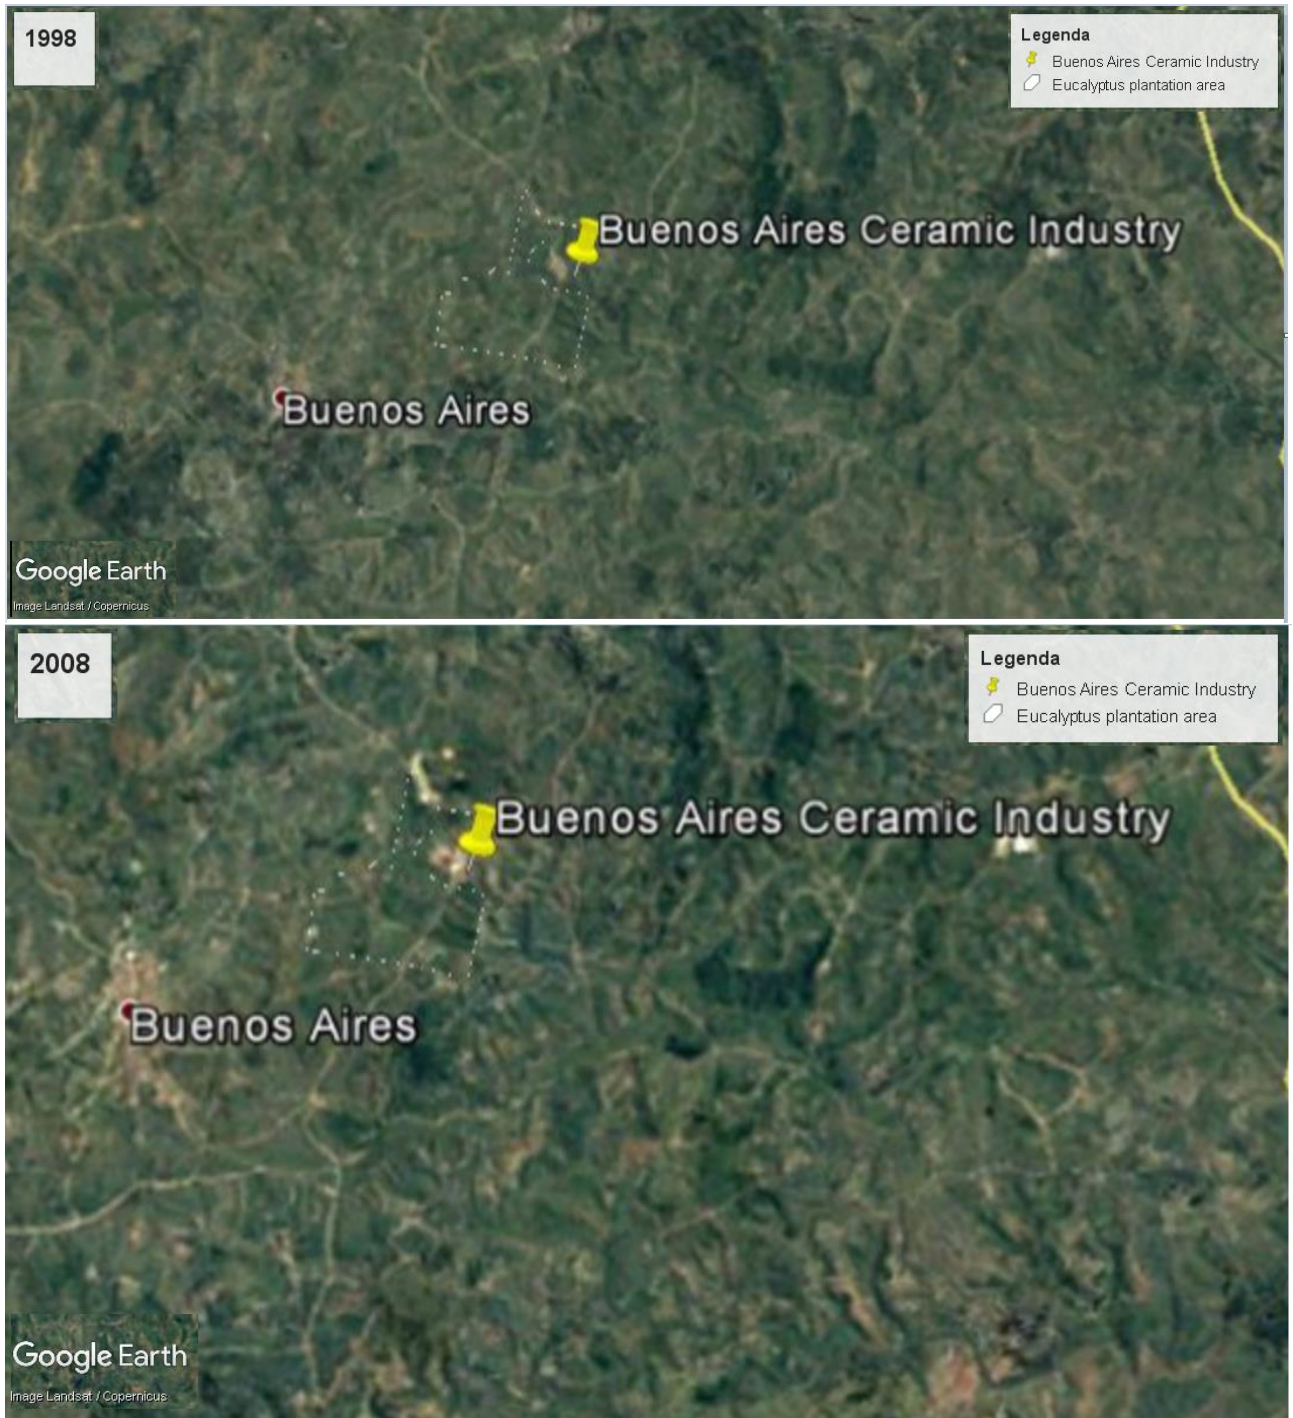 1998
Legenda
Buenos Aires Ceramic Industry
Eucalyptus plantation area
Buenos Aires Ceramic Industry
Buenos Aires
Google Earth
Image Landsat / Copernicus
2008
Legenda
Buenos Aires Ceramic Industry
Eucalyptus plantation area
Buenos Aires Ceramic Industry
Buenos Aires
Google Earth
Image Landsat / Copernicus